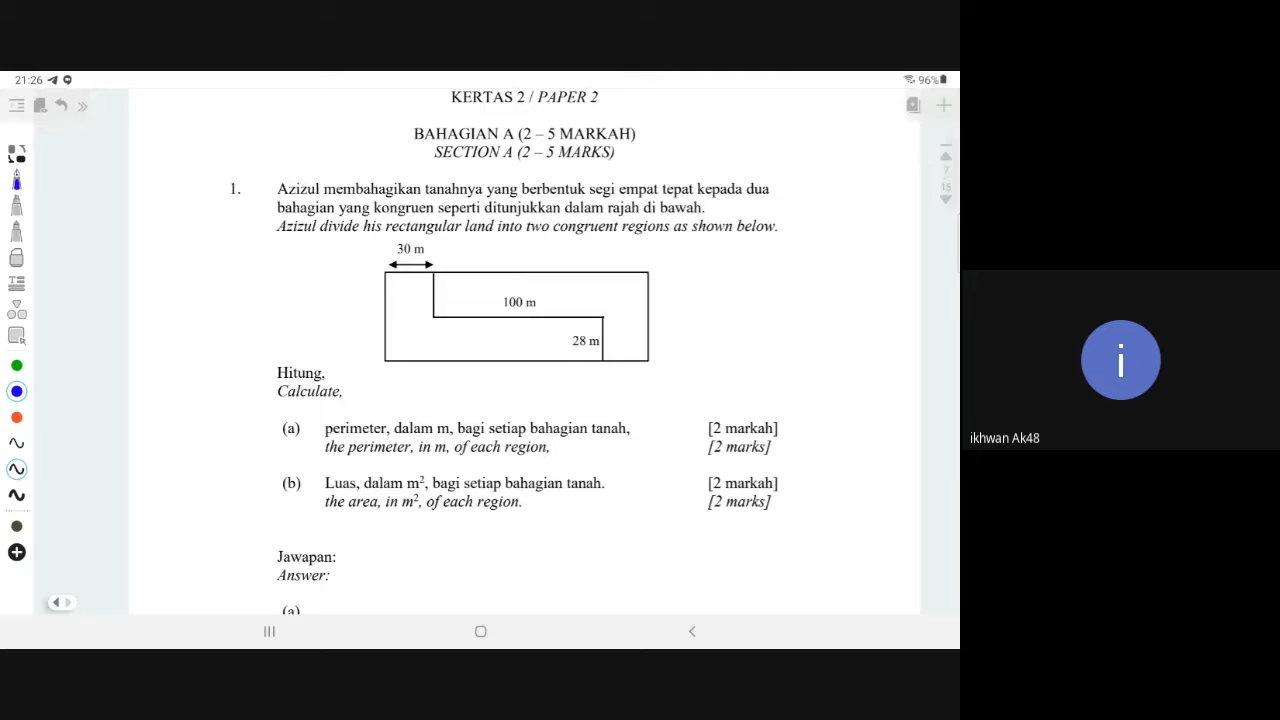 21:26
96%
KERTAS 2 / PAPER 2
BAHAGIAN A (2 – 5 MARKAH)
SECTION A (2 – 5 MARKS)
1. Azizul membahagikan tanahnya yang berbentuk segi empat tepat kepada dua
bahagian yang kongruen seperti ditunjukkan dalam rajah di bawah.
Azizul divide his rectangular land into two congruent regions as shown below.
30 m
100 m
28 m
Hitung,
Calculate,
(a) perimeter, dalam m, bagi setiap bahagian tanah, [2 markah]
the perimeter, in m, of each region, [2 marks]
(b) Luas, dalam m², bagi setiap bahagian tanah. [2 markah]
the area, in m², of each region. [2 marks]
Jawapan:
Answer:
(a)
7
15
i
ikhwan Ak48